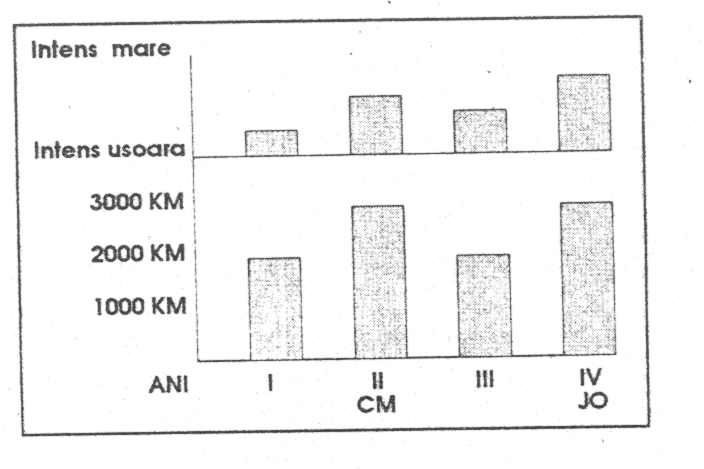 Intens mare
Intens usoara
3000 KM
2000 KM
1000 KM
ANI I II III IV
CM JO